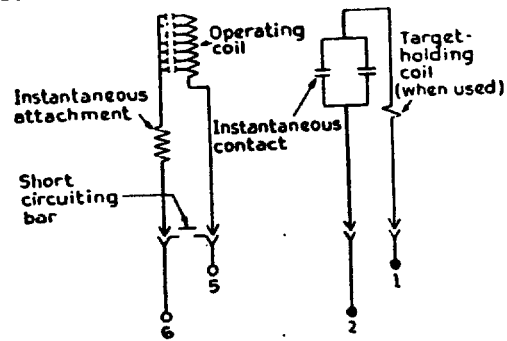 Operating
coil
Target-
holding
coil
(when used)
Instantaneous
attachment
Instantaneous
contact
Short
circuiting
bar
5
1
6
2